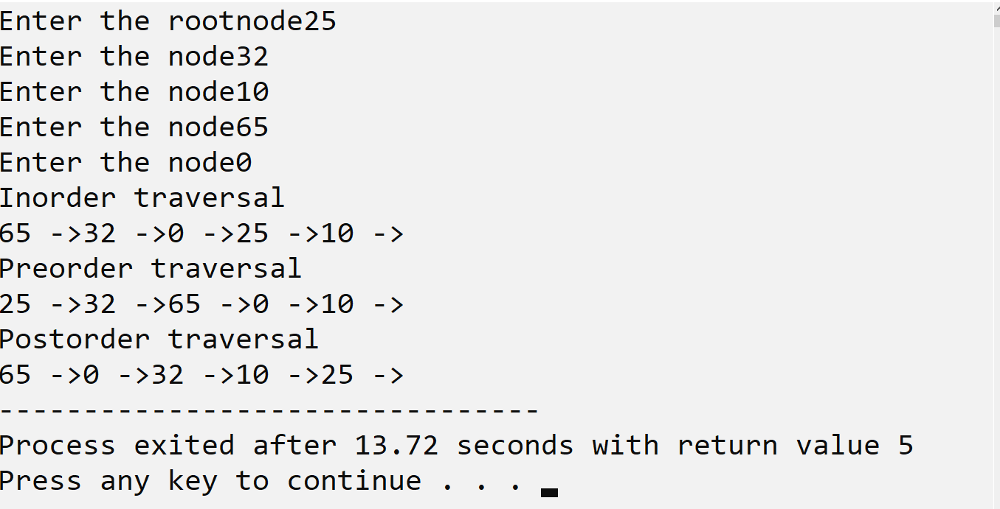 Enter the rootnode25
Enter the node32
Enter the node10
Enter the node65
Enter the node0
Inorder traversal
65 ->32 ->0 ->25 ->10 ->
Preorder traversal
25 ->32 ->65 ->0 ->10 ->
Postorder traversal
65 ->0 ->32 ->10 ->25 ->
--------------------------------
Process exited after 13.72 seconds with return value 5
Press any key to continue . . .